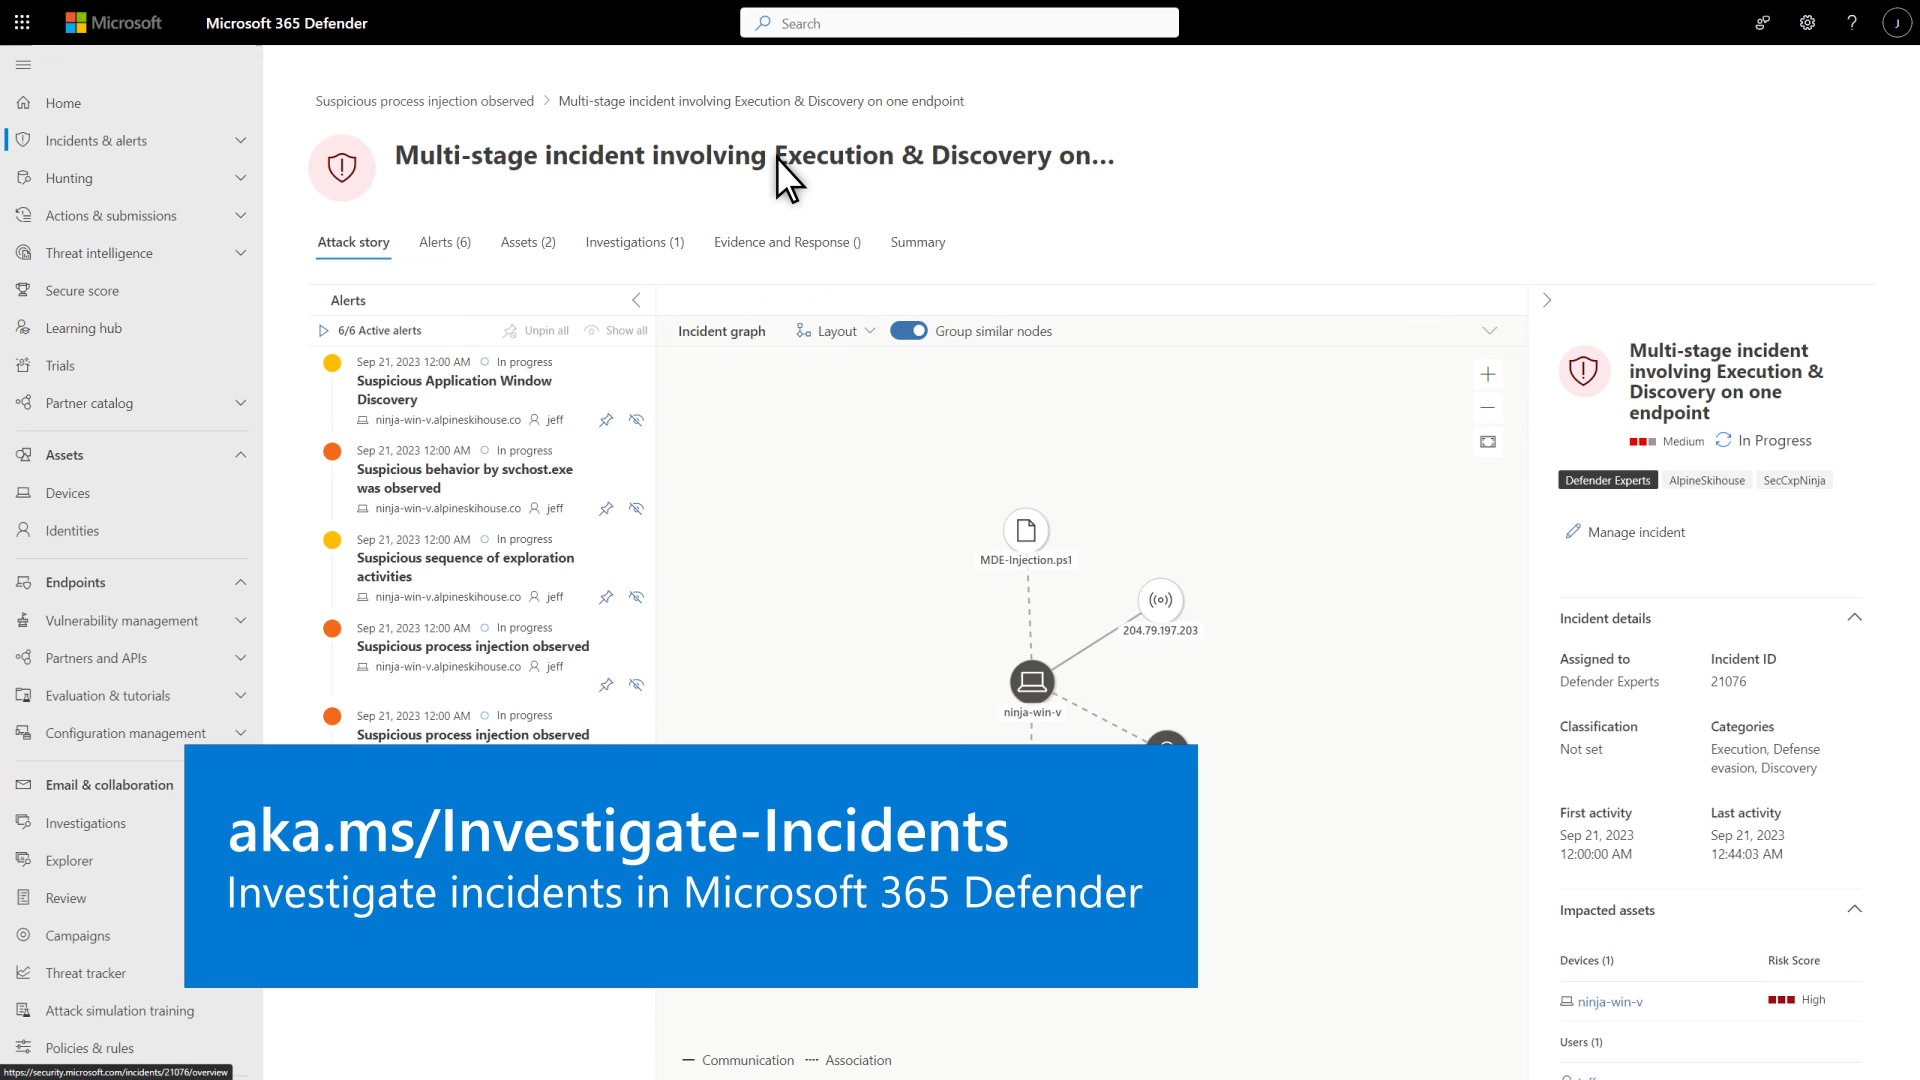 Microsoft
Microsoft 365 Defender
Search
J
Home
Incidents & alerts
Hunting
Actions & submissions
Threat intelligence
Secure score
Learning hub
Trials
Partner catalog
Assets
Devices
Identities
Endpoints
Vulnerability management
Partners and APIs
Evaluation & tutorials
Configuration management
Email & collaboration
Investigations
Explorer
Review
Campaigns
Threat tracker
Attack simulation training
Policies & rules
https://security.microsoft.com/incidents/21076/overview
Suspicious process injection observed > Multi-stage incident involving Execution & Discovery on one endpoint
Multi-stage incident involving Execution & Discovery on...
Attack story
Alerts (6)
Assets (2)
Investigations (1)
Evidence and Response ()
Summary
Alerts
6/6 Active alerts
Unpin all
Show all
Sep 21, 2023 12:00 AM In progress
Suspicious Application Window
Discovery
ninja-win-v.alpineskihouse.co jeff
Sep 21, 2023 12:00 AM In progress
Suspicious behavior by svchost.exe
was observed
ninja-win-v.alpineskihouse.co jeff
Sep 21, 2023 12:00 AM In progress
Suspicious sequence of exploration
activities
ninja-win-v.alpineskihouse.co jeff
Sep 21, 2023 12:00 AM In progress
Suspicious process injection observed
ninja-win-v.alpineskihouse.co jeff
Sep 21, 2023 12:00 AM In progress
Suspicious process injection observed
Incident graph
Layout
Group similar nodes
MDE-Injection.ps1
204.79.197.203
ninja-win-v
aka.ms/Investigate-Incidents
Investigate incidents in Microsoft 365 Defender
Communication
Association
Multi-stage incident
involving Execution &
Discovery on one
endpoint
Medium
In Progress
Defender Experts
AlpineSkihouse
SecCxpNinja
Manage incident
Incident details
Assigned to
Defender Experts
Incident ID
21076
Classification
Not set
Categories
Execution, Defense
evasion, Discovery
First activity
Sep 21, 2023
12:00:00 AM
Last activity
Sep 21, 2023
12:44:03 AM
Impacted assets
Devices (1)
Risk Score
ninja-win-v
High
Users (1)